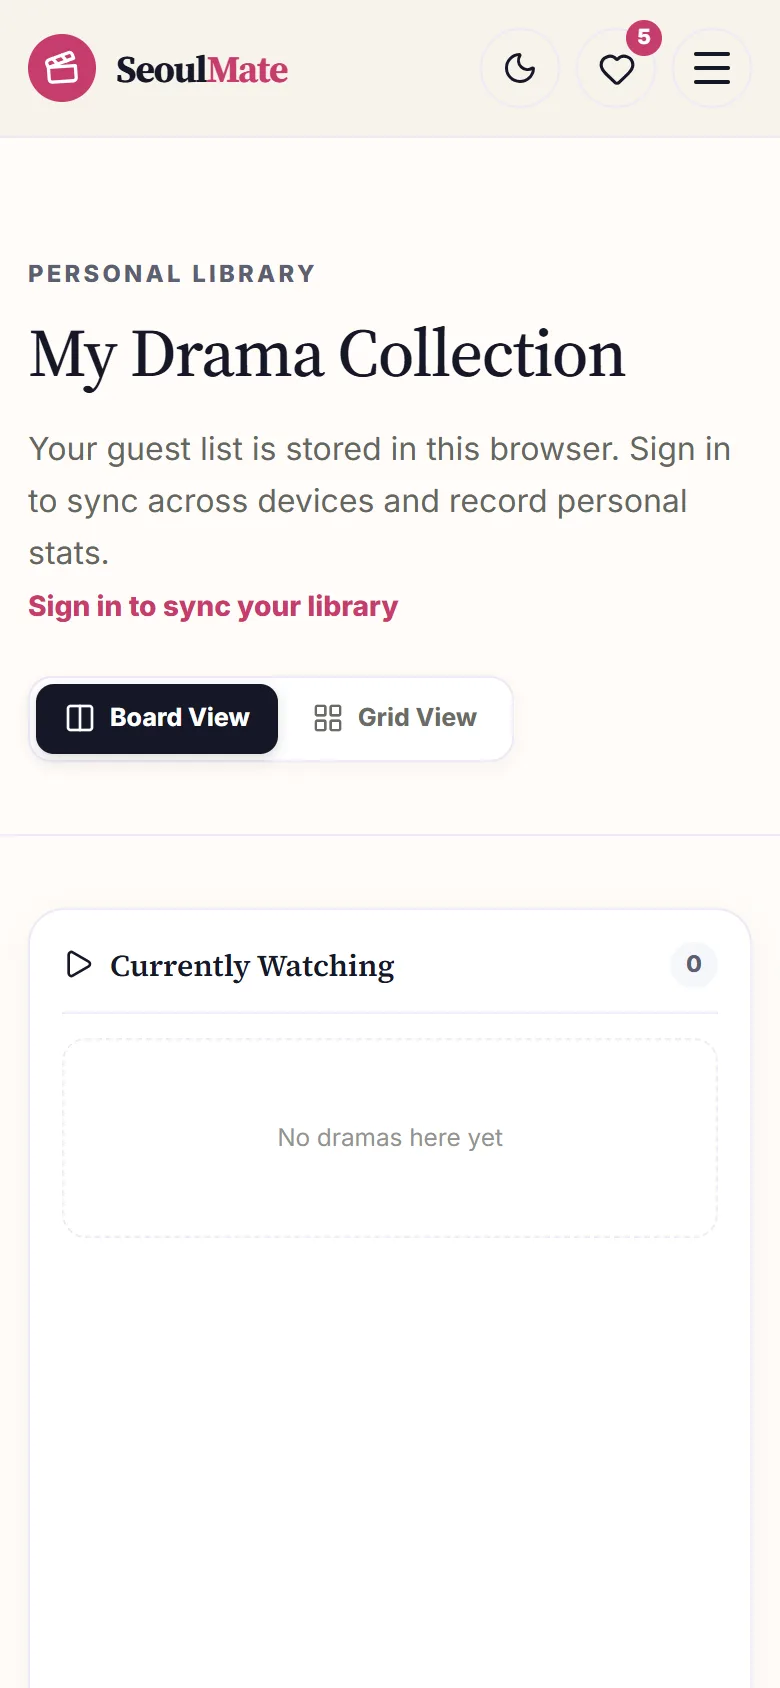 SeoulMate
5
PERSONAL LIBRARY
My Drama Collection
Your guest list is stored in this browser. Sign in
to sync across devices and record personal
stats.
Sign in to sync your library
Board View
Grid View
Currently Watching
0
No dramas here yet